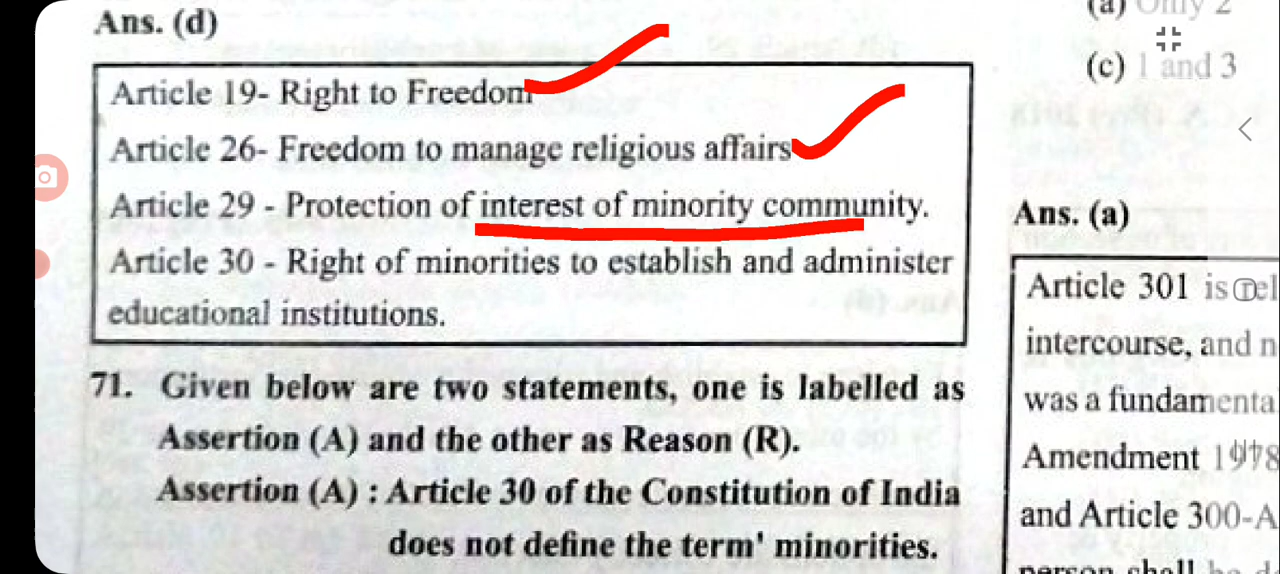 Ans. (d)
Article 19- Right to Freedom
Article 26- Freedom to manage religious affairs
Article 29 - Protection of interest of minority community.
Article 30 - Right of minorities to establish and administer
educational institutions.
71. Given below are two statements, one is labelled as
Assertion (A) and the other as Reason (R).
Assertion (A) : Article 30 of the Constitution of India
does not define the term' minorities.
(a) Only 2
(c) 1 and 3
Ans. (a)
Article 301 is
intercourse, and
was a
Amendment 1978
and Article 300-A
person shall